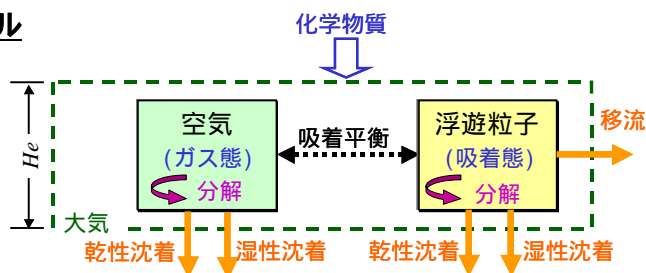 ル
化学物質
He
空気
(ガス態)
分解
吸着平衡
浮遊粒子
(吸着態)
分解
移流
大気
乾性沈着
湿性沈着
乾性沈着
湿性沈着